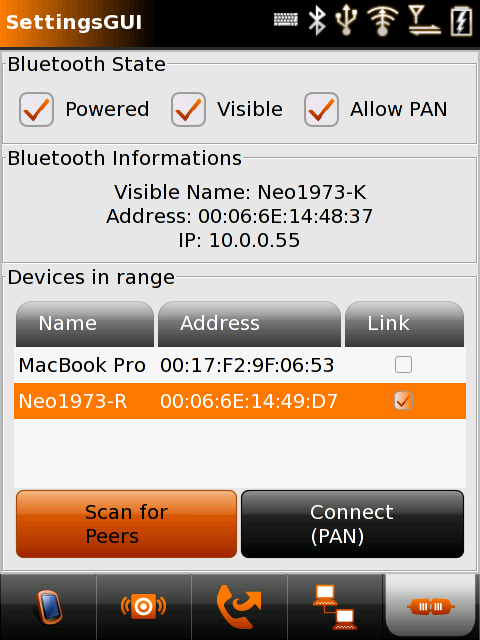 SettingsGUI
Bluetooth State
Powered Visible Allow PAN
Bluetooth Informations
Visible Name: Neo1973-K
Address: 00:06:6E:14:48:37
IP: 10.0.0.55
Devices in range
Name Address Link
MacBook Pro 00:17:F2:9F:06:53
Neo1973-R 00:06:6E:14:49:D7
Scan for
Peers
Connect
(PAN)